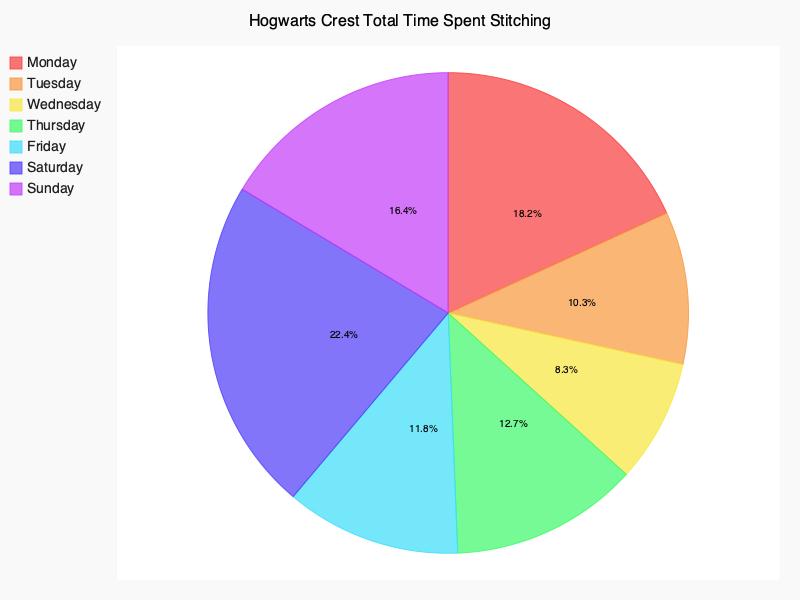 Hogwarts Crest Total Time Spent Stitching
Monday
Tuesday
Wednesday
Thursday
Friday
Saturday
Sunday
16.4%
18.2%
10.3%
22.4%
8.3%
12.7%
11.8%